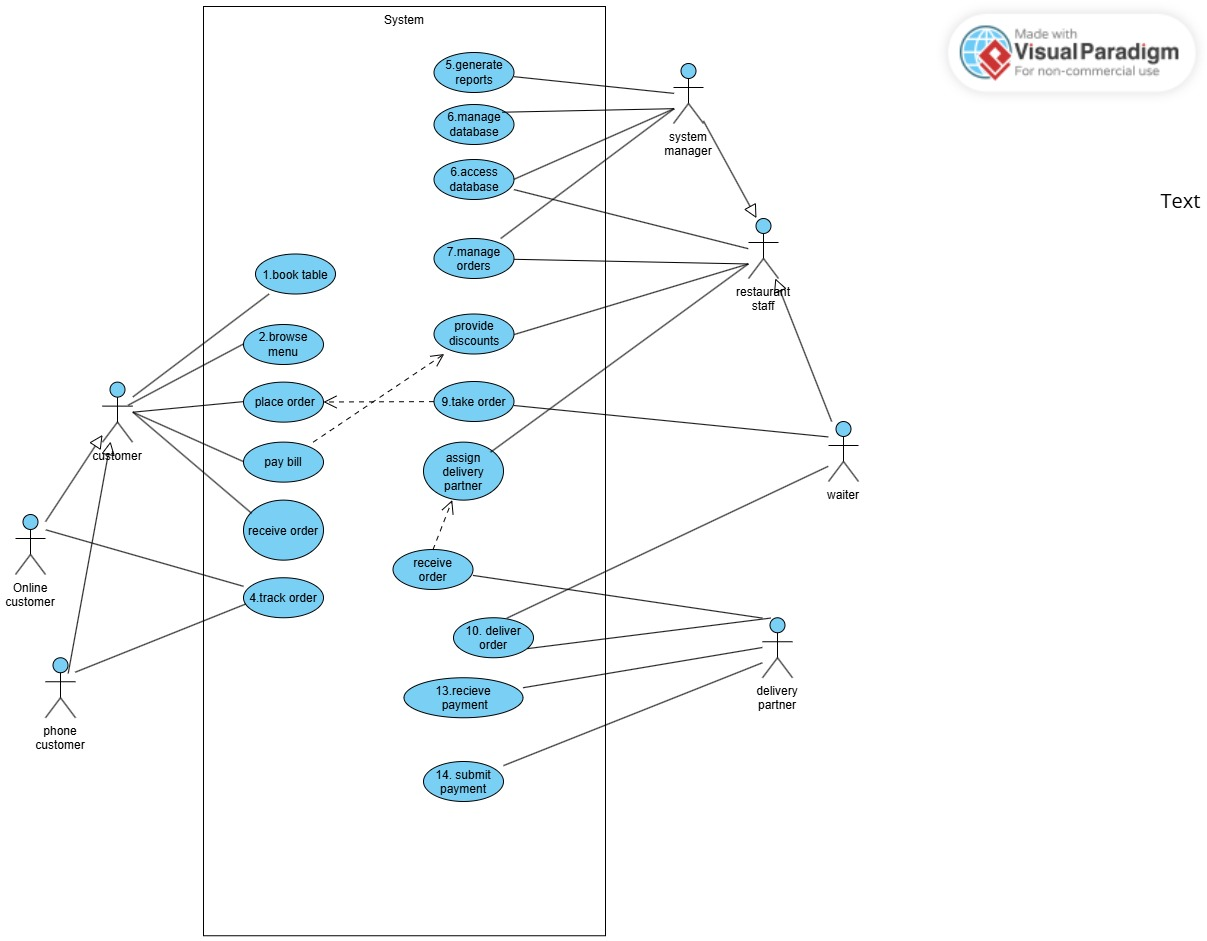 System
Made with
VisualParadigm
For non-commercial use
5.generate
reports
6.manage
database
system
manager
6.access
database
Text
7.manage
orders
1.book table
restaurant
staff
provide
discounts
2.browse
menu
place order
9.take order
customer
pay bill
assign
delivery
partner
waiter
receive order
receive
order
Online
customer
4.track order
10. deliver
order
13.recieve
payment
delivery
partner
phone
customer
14. submit
payment